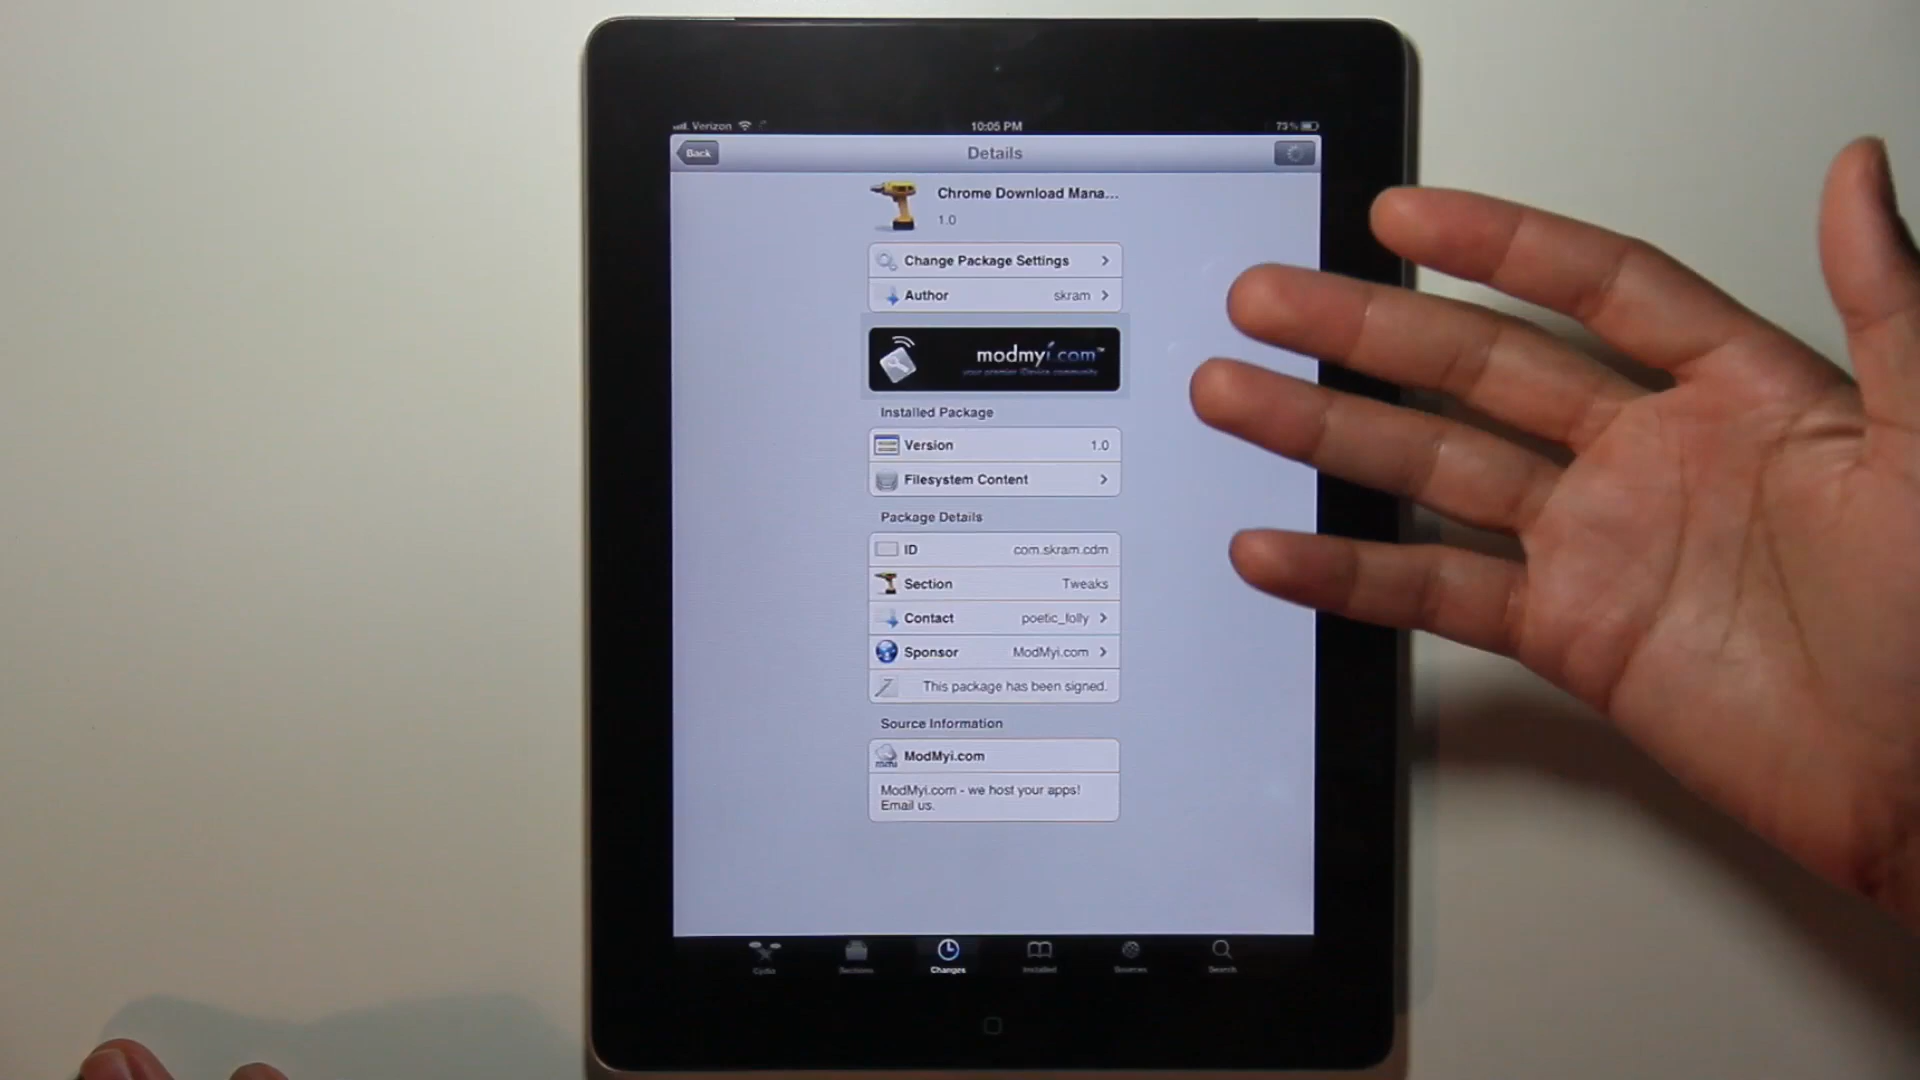 Verizon 10:05 PM 73%
Back Details
Chrome Download Mana...
1.0
Change Package Settings
Author skram
modmyi.com™
your premier iDevice community
Installed Package
Version 1.0
Filesystem Content
Package Details
ID com.skram.cdm
Section Tweaks
Contact poetic_folly
Sponsor ModMyi.com
This package has been signed.
Source Information
ModMyi.com
ModMyi.com - we host your apps!
Email us.
Cydia Sections Changes Installed Sources Search